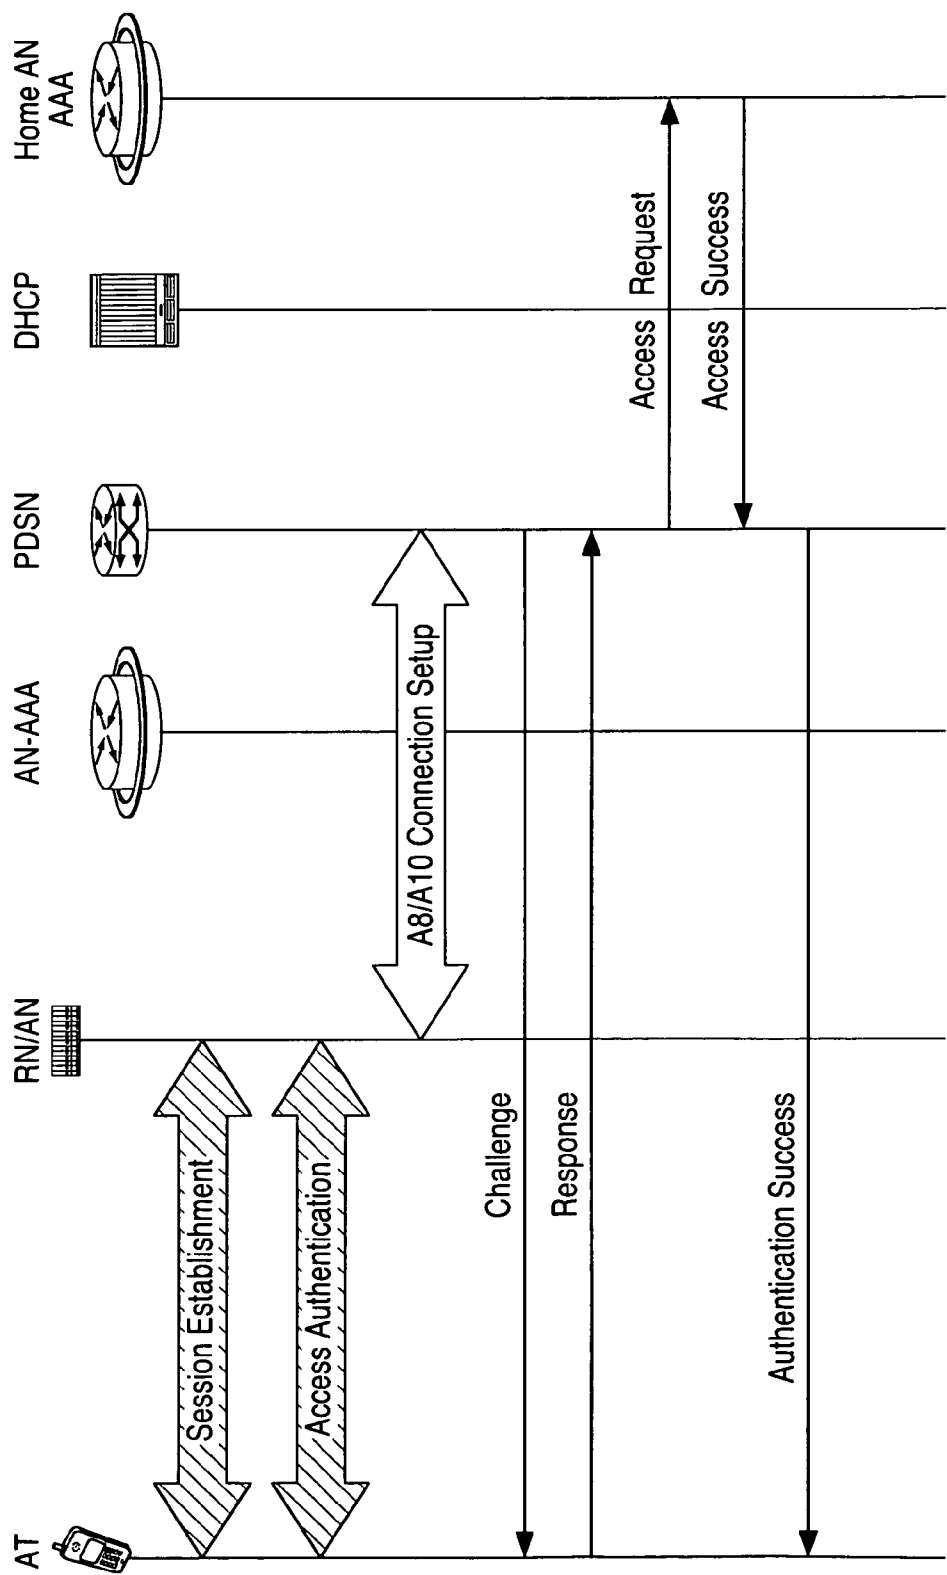 AT
RN/AN
AN-AAA
PDSN
DHCP
Home AN
AAA
Session Establishment
Access Authentication
A8/A10 Connection Setup
Challenge
Response
Access Request
Access Success
Authentication Success